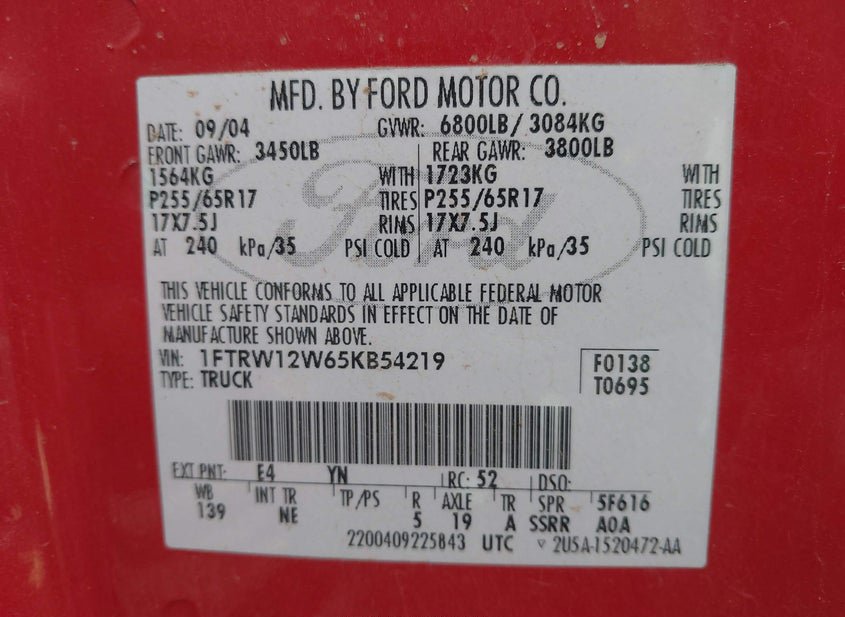 MFD. BY FORD MOTOR CO.
DATE: 09/04 GVWR: 6800LB/ 3084KG
FRONT GAWR: 3450LB REAR GAWR: 3800LB
1564KG WITH 1723KG WITH
P255/65R17 TIRES P255/65R17 TIRES
17X7.5J RIMS 17X7.5J RIMS
AT 240 kPa/35 PSI COLD AT 240 kPa/35 PSI COLD
Ford
THIS VEHICLE CONFORMS TO ALL APPLICABLE FEDERAL MOTOR
VEHICLE SAFETY STANDARDS IN EFFECT ON THE DATE OF
MANUFACTURE SHOWN ABOVE.
VIN: 1FTRW12W65KB54219 F0138
TYPE: TRUCK T0695
EXT PNT: E4 YN RC: 52 DSO:
WB INT TR TP/PS R AXLE TR SPR 5F616
139 NE 5 19 A SSRR A0A
2200409225843 UTC ▽ 2U5A-1520472-AA